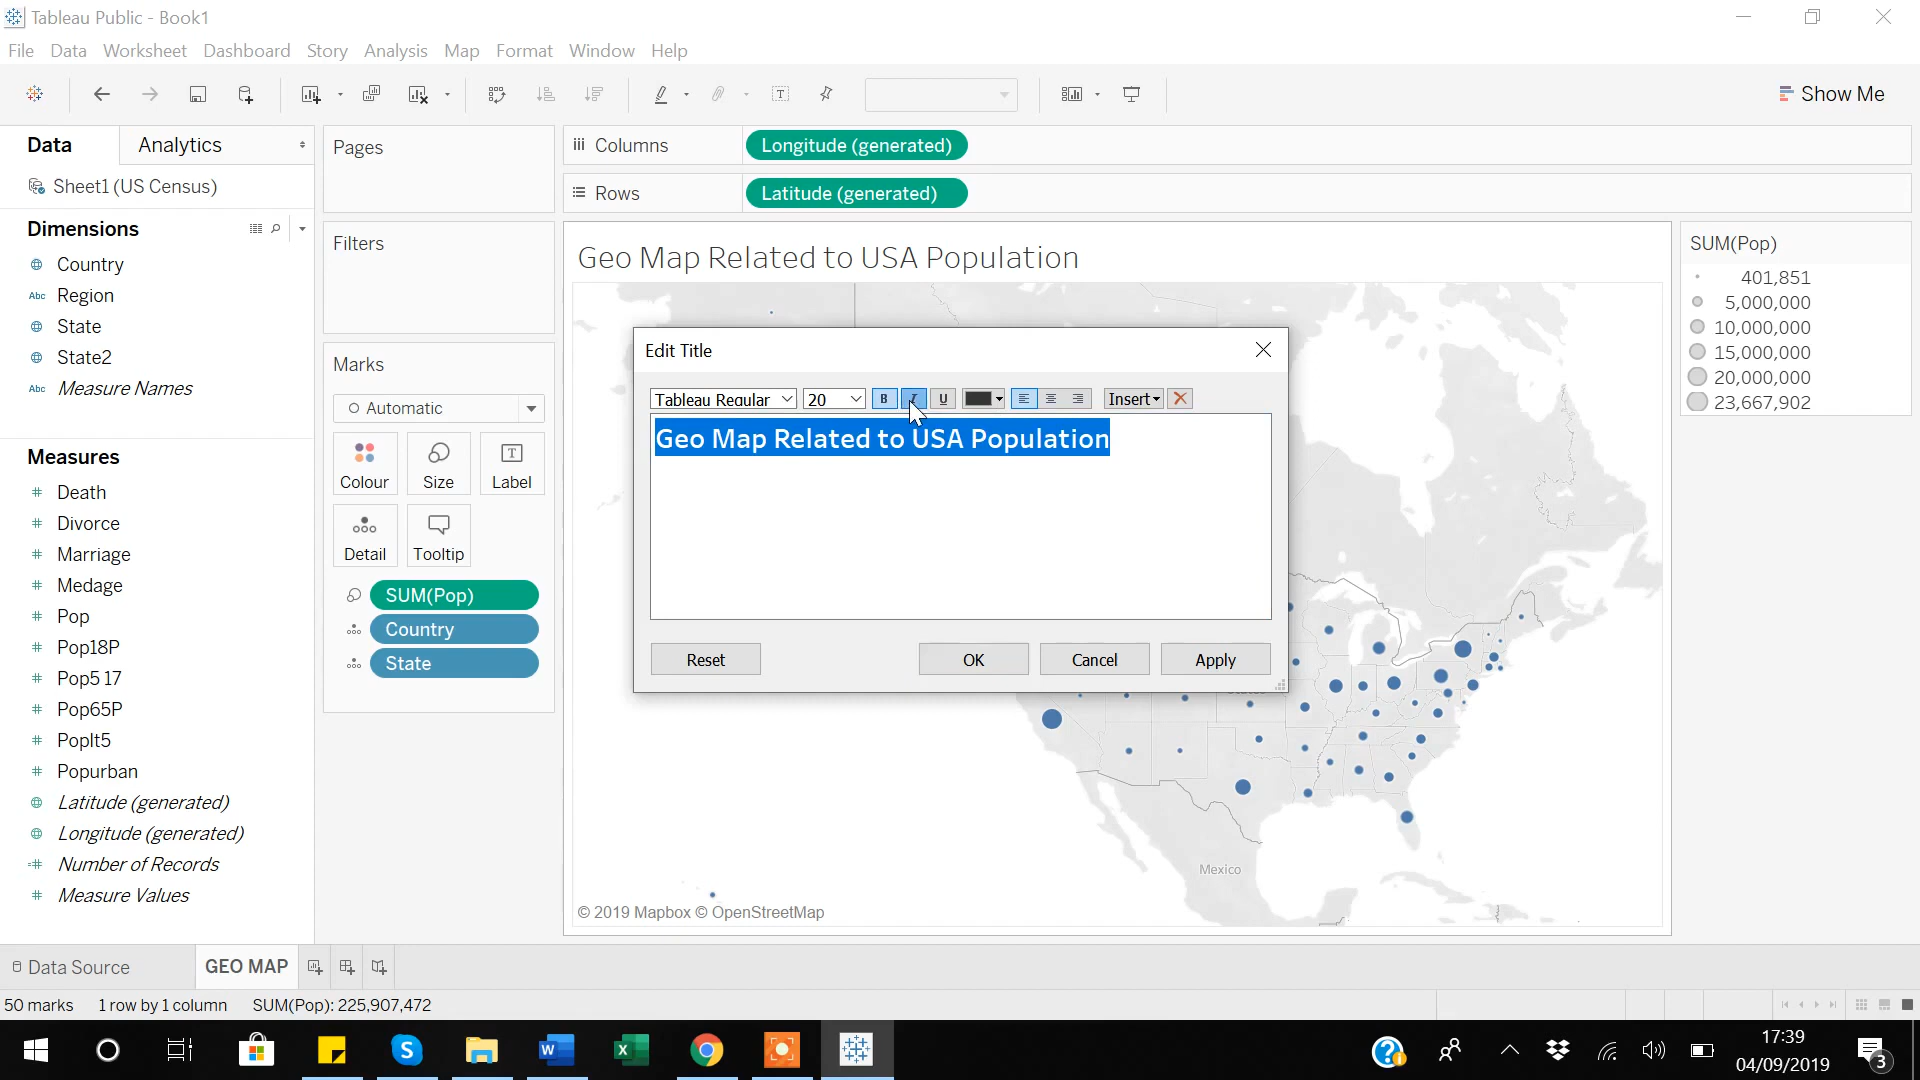 Tableau Public - Book1
File Data Worksheet Dashboard Story Analysis Map Format Window Help
Show Me
Data Analytics
Sheet1 (US Census)
Dimensions
Country
Abc Region
State
State2
Abc Measure Names
Measures
Death
Divorce
Marriage
Medage
Pop
Pop18P
Pop5 17
Pop65P
Poplt5
Popurban
Latitude (generated)
Longitude (generated)
Number of Records
Measure Values
Pages
Filters
Marks
Automatic
Colour Size Label
Detail Tooltip
SUM(Pop)
Country
State
Columns Longitude (generated)
Rows Latitude (generated)
Geo Map Related to USA Population
Edit Title
Tableau Regular 20 B I U Insert
Geo Map Related to USA Population
Reset OK Cancel Apply
Mexico
© 2019 Mapbox © OpenStreetMap
SUM(Pop)
401,851
5,000,000
10,000,000
15,000,000
20,000,000
23,667,902
Data Source GEO MAP
50 marks 1 row by 1 column SUM(Pop): 225,907,472
17:39
04/09/2019
3